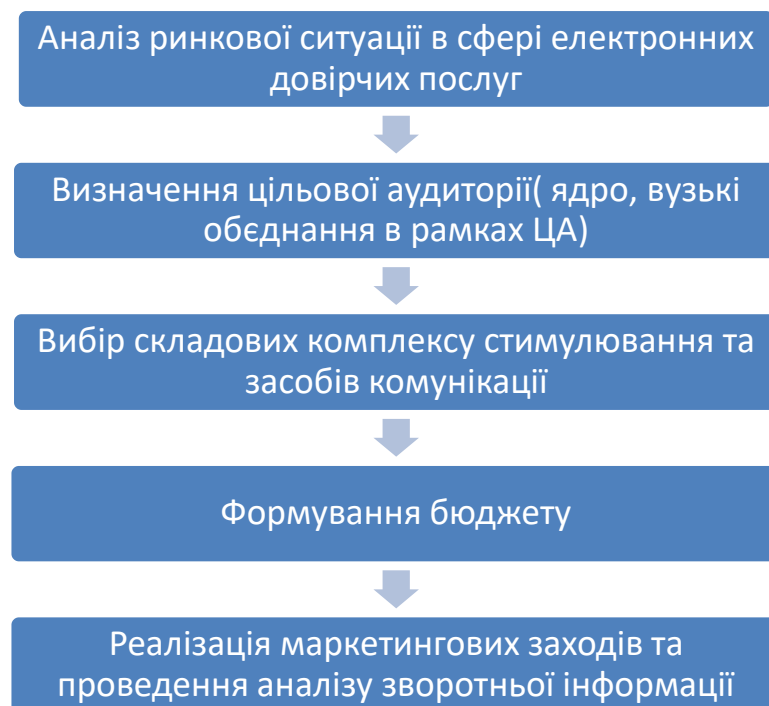 Аналіз ринкової ситуації в сфері електронних
довірчих послуг
Визначення цільової аудиторії( ядро, вузькі
обєднання в рамках ЦА)
Вибір складових комплексу стимулювання та
засобів комунікації
Формування бюджету
Реалізація маркетингових заходів та
проведення аналізу зворотньої інформації